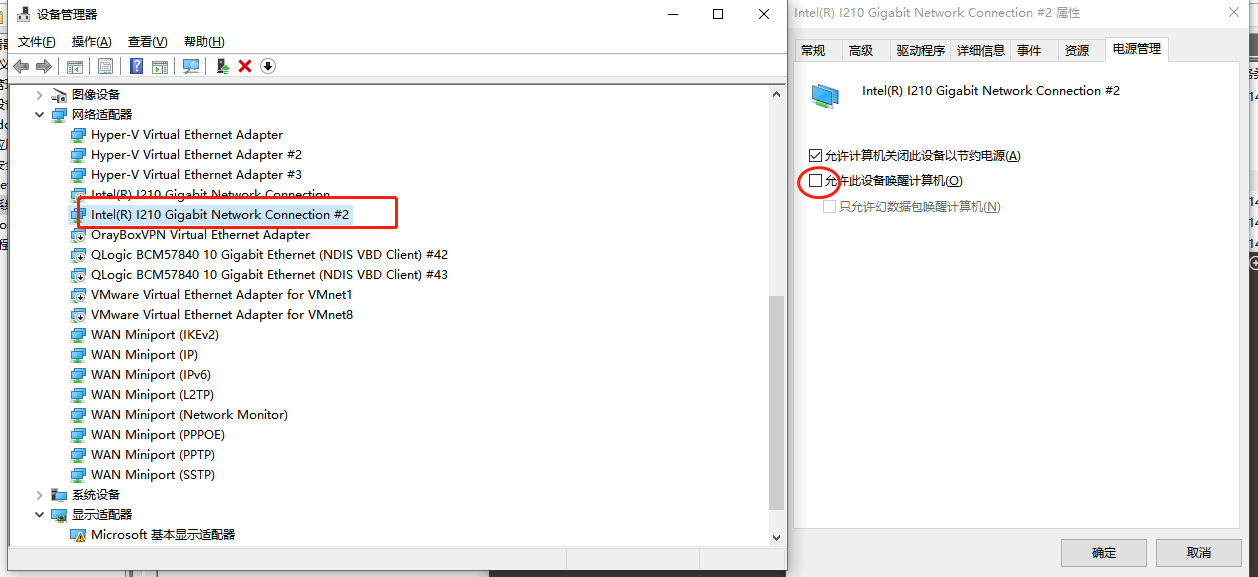 设备管理器
文件(F) 操作(A) 查看(V) 帮助(H)
图像设备
网络适配器
Hyper-V Virtual Ethernet Adapter
Hyper-V Virtual Ethernet Adapter #2
Hyper-V Virtual Ethernet Adapter #3
Intel(R) I210 Gigabit Network Connection
Intel(R) I210 Gigabit Network Connection #2
OrayBoxVPN Virtual Ethernet Adapter
QLogic BCM57840 10 Gigabit Ethernet (NDIS VBD Client) #42
QLogic BCM57840 10 Gigabit Ethernet (NDIS VBD Client) #43
VMware Virtual Ethernet Adapter for VMnet1
VMware Virtual Ethernet Adapter for VMnet8
WAN Miniport (IKEv2)
WAN Miniport (IP)
WAN Miniport (IPv6)
WAN Miniport (L2TP)
WAN Miniport (Network Monitor)
WAN Miniport (PPPOE)
WAN Miniport (PPTP)
WAN Miniport (SSTP)
系统设备
显示适配器
Microsoft 基本显示适配器
Intel(R) I210 Gigabit Network Connection #2 属性
常规 高级 驱动程序 详细信息 事件 资源 电源管理
Intel(R) I210 Gigabit Network Connection #2
允许计算机关闭此设备以节约电源(A)
允许此设备唤醒计算机(O)
只允许幻数据包唤醒计算机(N)
确定 取消